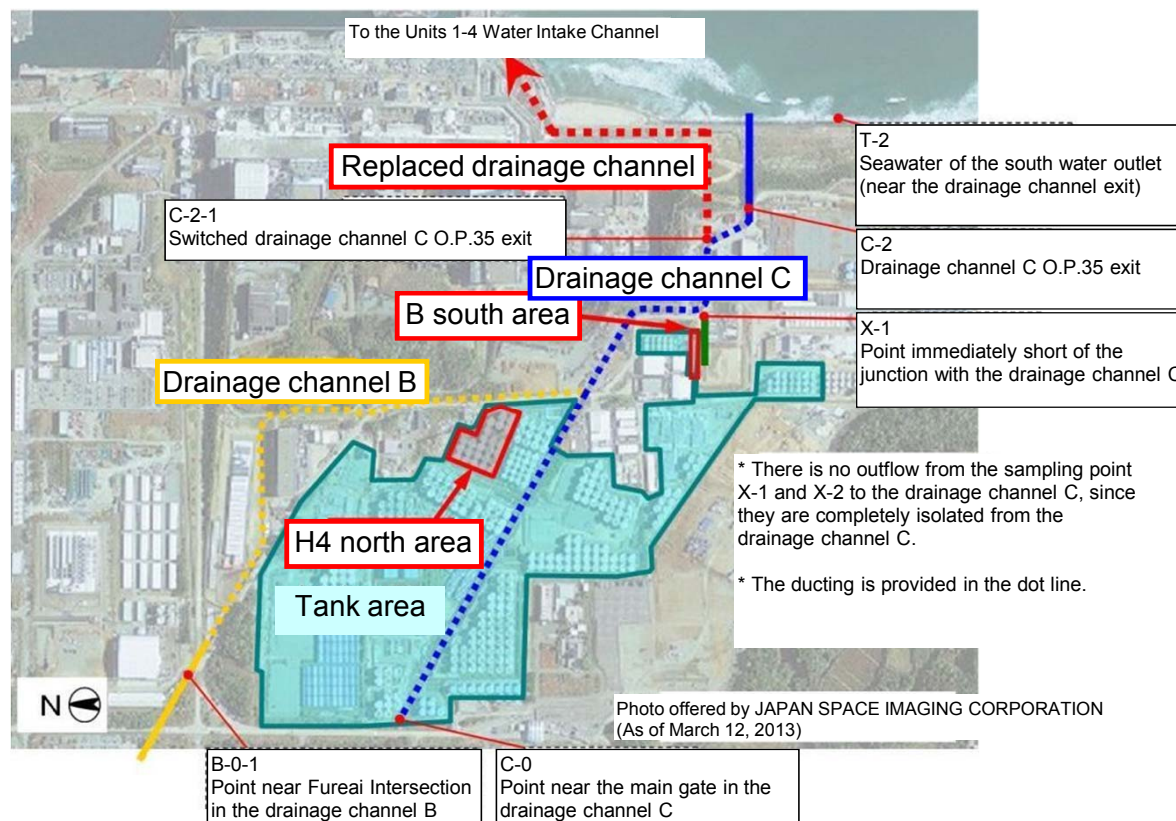 To the Units 1-4 Water Intake Channel
T-2
Seawater of the south water outlet
(near the drainage channel exit)
Replaced drainage channel
C-2-1
Switched drainage channel C O.P.35 exit
C-2
Drainage channel C O.P.35 exit
Drainage channel C
B south area
X-1
Point immediately short of the
junction with the drainage channel C
Drainage channel B
* There is no outflow from the sampling point
X-1 and X-2 to the drainage channel C, since
they are completely isolated from the
drainage channel C.
* The ducting is provided in the dot line.
H4 north area
Tank area
N
Photo offered by JAPAN SPACE IMAGING CORPORATION
(As of March 12, 2013)
B-0-1
Point near Fureai Intersection
in the drainage channel B
C-0
Point near the main gate in the
drainage channel C